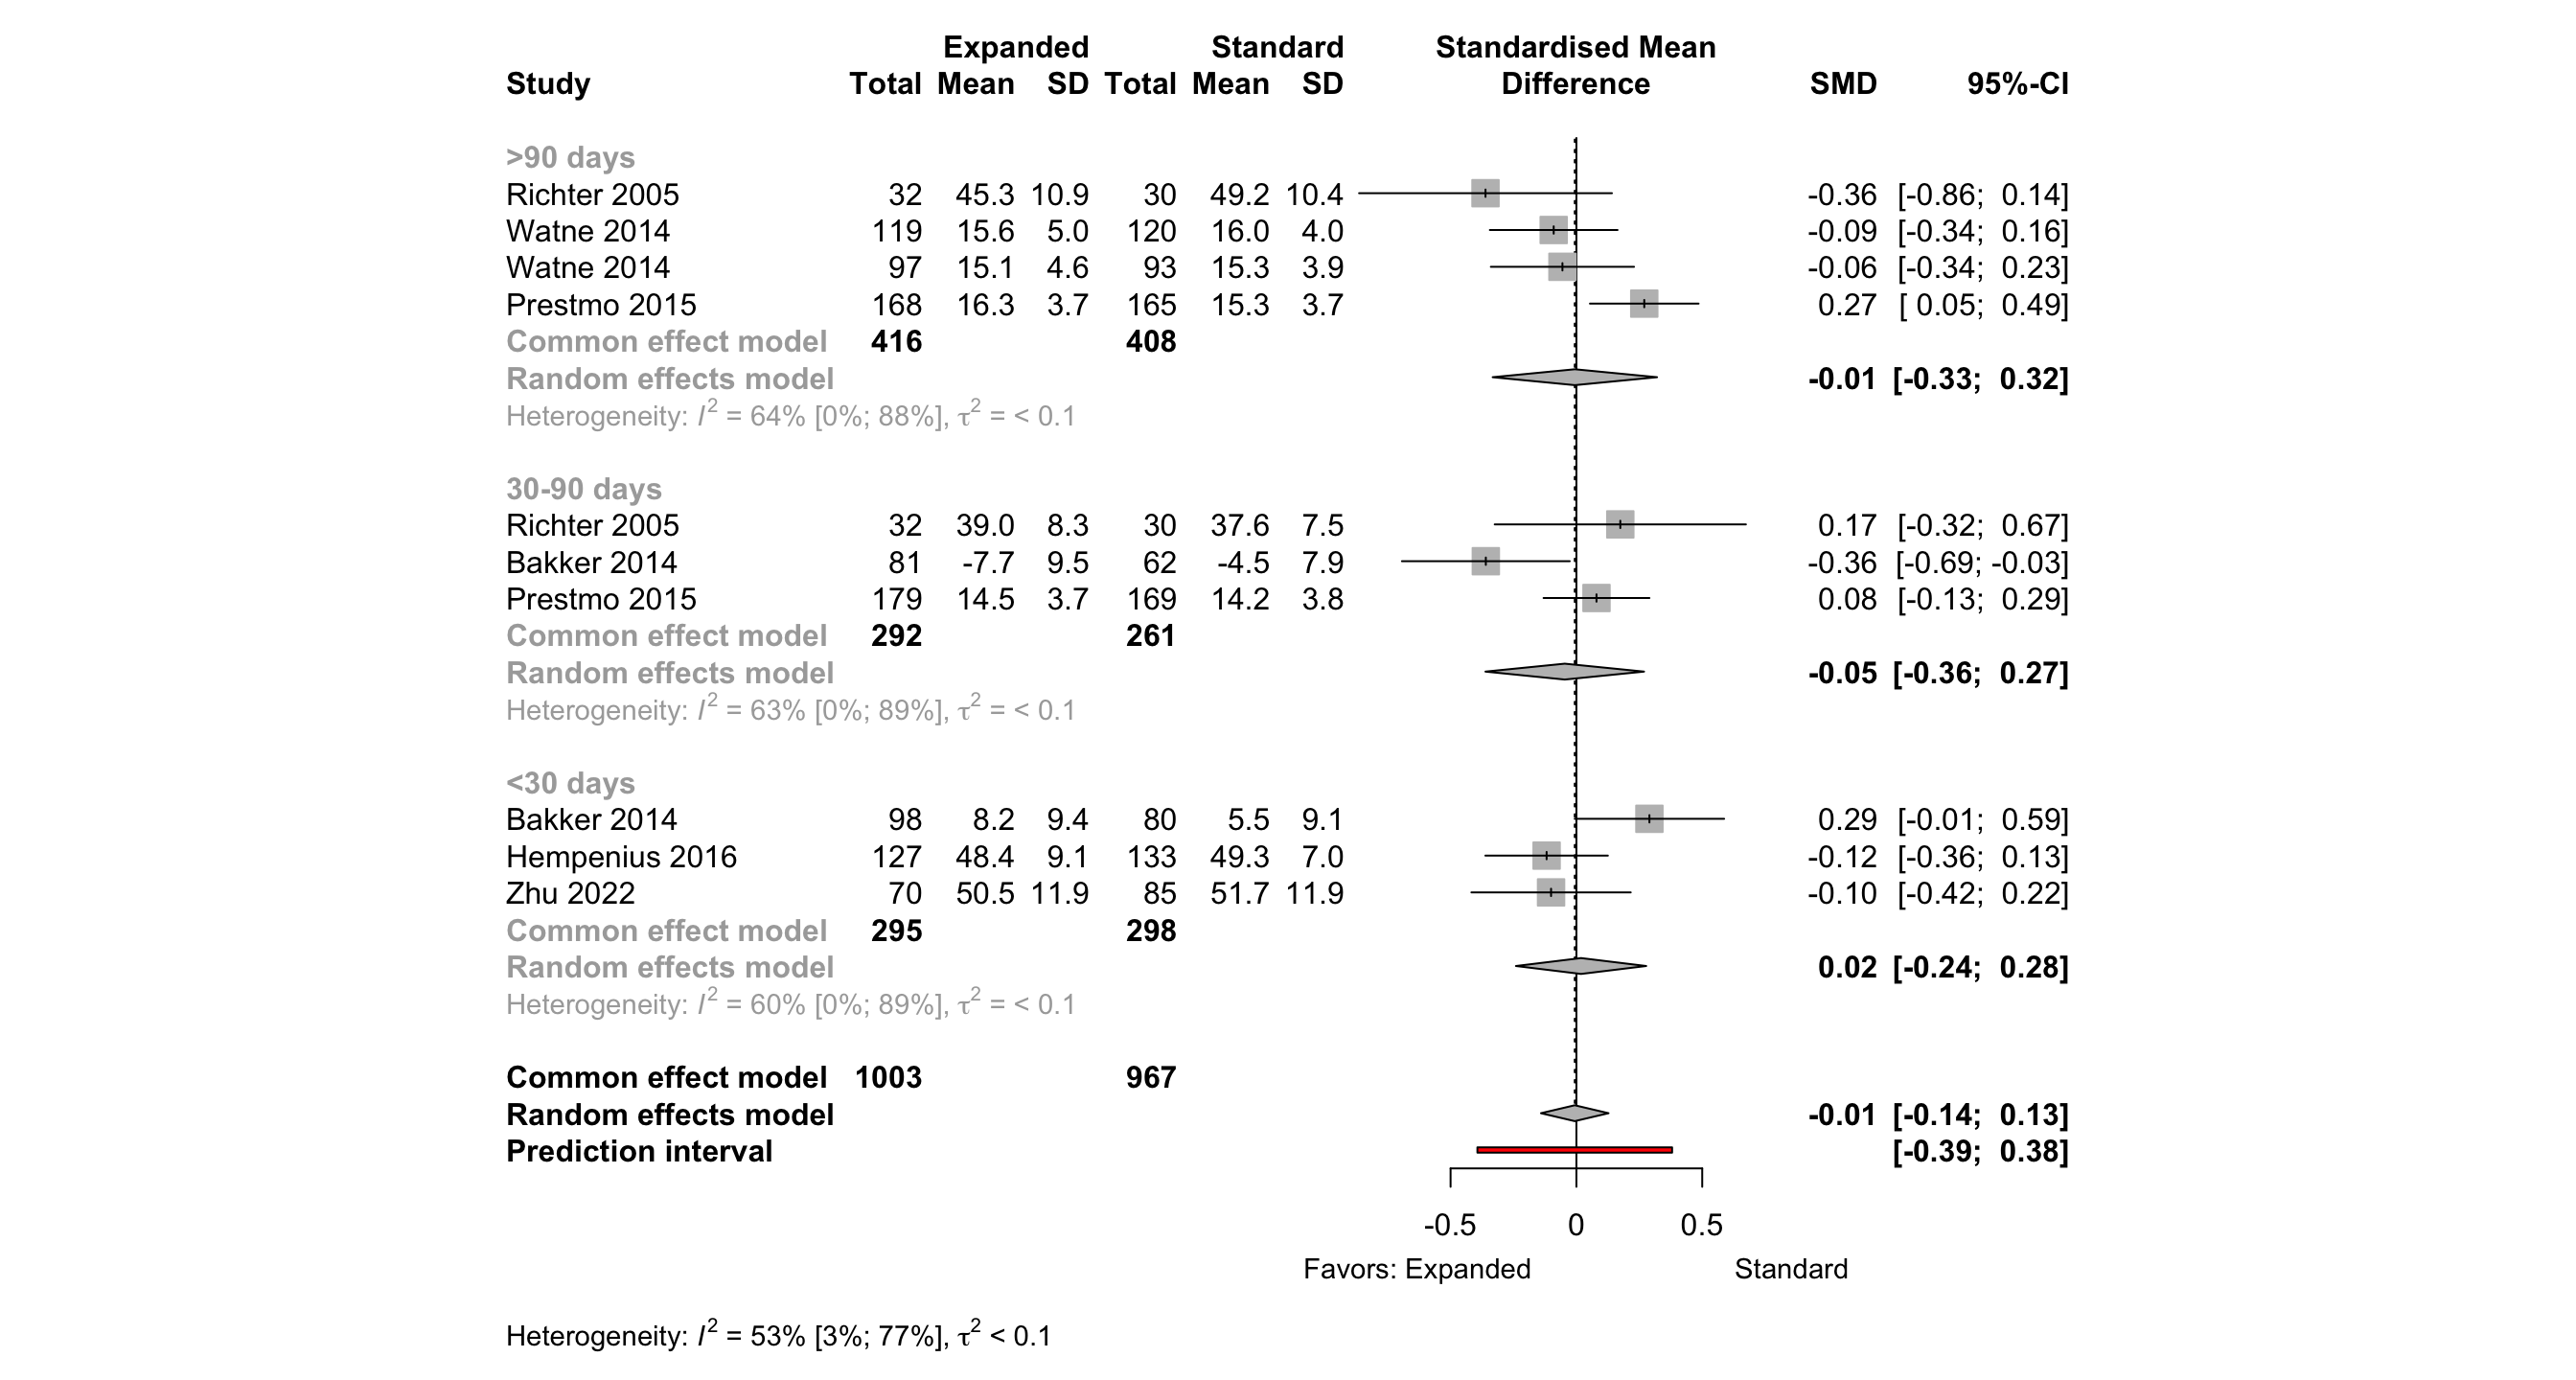 Expanded Standard Standardised Mean
Study Total Mean SD Total Mean SD Difference SMD 95%-CI
>90 days
Richter 2005 32 45.3 10.9 30 49.2 10.4 -0.36 [-0.86; 0.14]
Watne 2014 119 15.6 5.0 120 16.0 4.0 -0.09 [-0.34; 0.16]
Watne 2014 97 15.1 4.6 93 15.3 3.9 -0.06 [-0.34; 0.23]
Prestmo 2015 168 16.3 3.7 165 15.3 3.7 0.27 [ 0.05; 0.49]
Common effect model 416 408
Random effects model -0.01 [-0.33; 0.32]
Heterogeneity: I² = 64% [0%; 88%], τ² = < 0.1
30-90 days
Richter 2005 32 39.0 8.3 30 37.6 7.5 0.17 [-0.32; 0.67]
Bakker 2014 81 -7.7 9.5 62 -4.5 7.9 -0.36 [-0.69; -0.03]
Prestmo 2015 179 14.5 3.7 169 14.2 3.8 0.08 [-0.13; 0.29]
Common effect model 292 261
Random effects model -0.05 [-0.36; 0.27]
Heterogeneity: I² = 63% [0%; 89%], τ² = < 0.1
<30 days
Bakker 2014 98 8.2 9.4 80 5.5 9.1 0.29 [-0.01; 0.59]
Hempenius 2016 127 48.4 9.1 133 49.3 7.0 -0.12 [-0.36; 0.13]
Zhu 2022 70 50.5 11.9 85 51.7 11.9 -0.10 [-0.42; 0.22]
Common effect model 295 298
Random effects model 0.02 [-0.24; 0.28]
Heterogeneity: I² = 60% [0%; 89%], τ² = < 0.1
Common effect model 1003 967
Random effects model -0.01 [-0.14; 0.13]
Prediction interval [-0.39; 0.38]
-0.5 0 0.5
Favors: Expanded Standard
Heterogeneity: I² = 53% [3%; 77%], τ² < 0.1